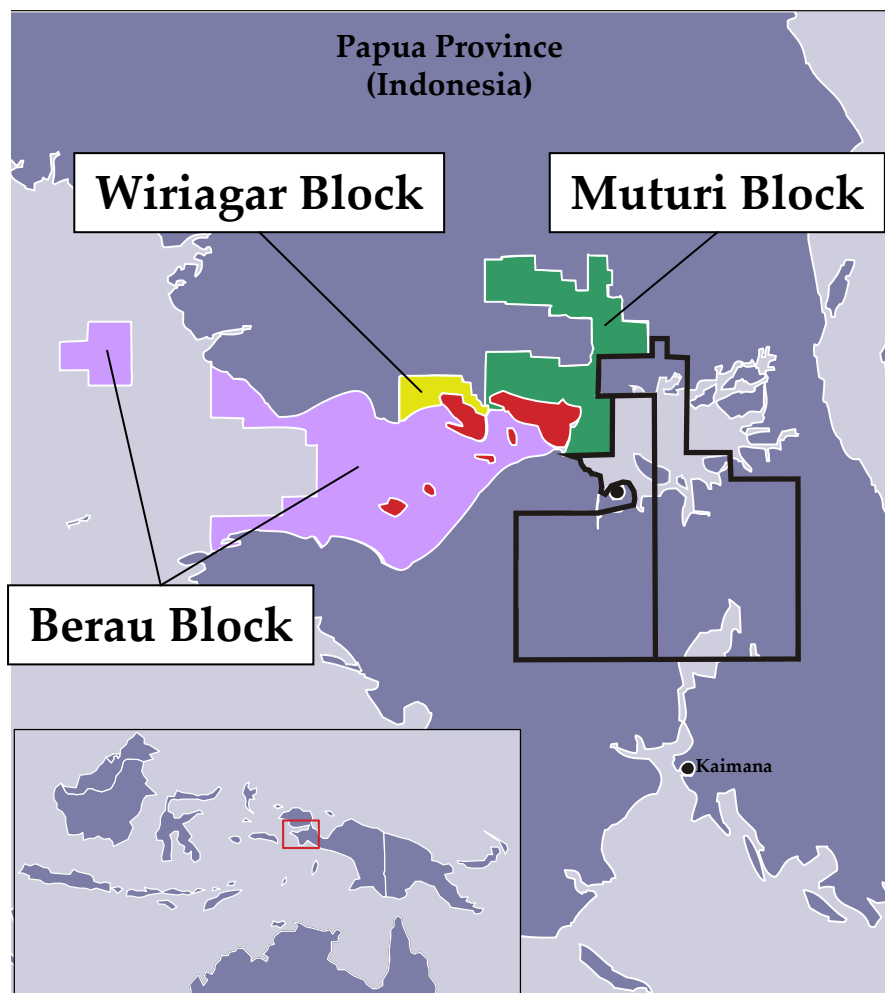 Papua Province
(Indonesia)
Wiriagar Block
Muturi Block
Berau Block
Kaimana